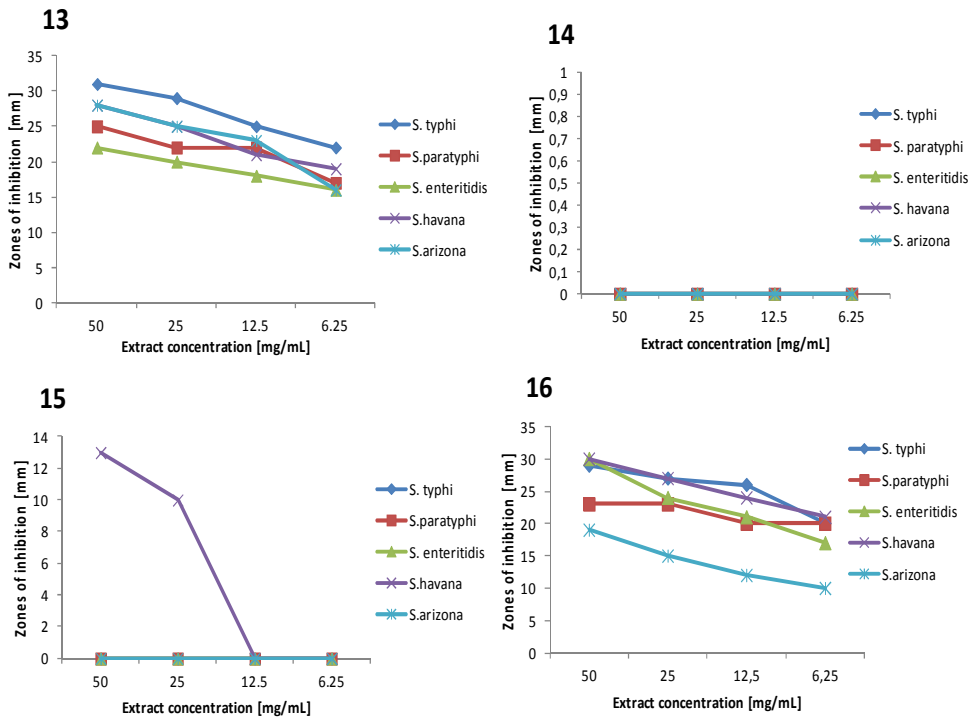 13
Zones of inhibition [mm]
35
30
25
20
15
10
5
0
50 25 12.5 6.25
Extract concentration [mg/mL]
S. typhi
S.paratyphi
S. enteritidis
S.havana
S.arizona
14
Zones of inhibition [mm]
1
0,9
0,8
0,7
0,6
0,5
0,4
0,3
0,2
0,1
0
50 25 12.5 6.25
Extract concentration [mg/mL]
S. typhi
S. paratyphi
S. enteritidis
S. havana
S. arizona
15
Zones of inhibition [mm]
14
12
10
8
6
4
2
0
50 25 12.5 6.25
Extract concentration [mg/mL]
S. typhi
S.paratyphi
S. enteritidis
S.havana
S.arizona
16
Zones of inhibition [mm]
35
30
25
20
15
10
5
0
50 25 12,5 6,25
Extract concentration [mg/mL]
S. typhi
S.paratyphi
S. enteritidis
S.havana
S.arizona